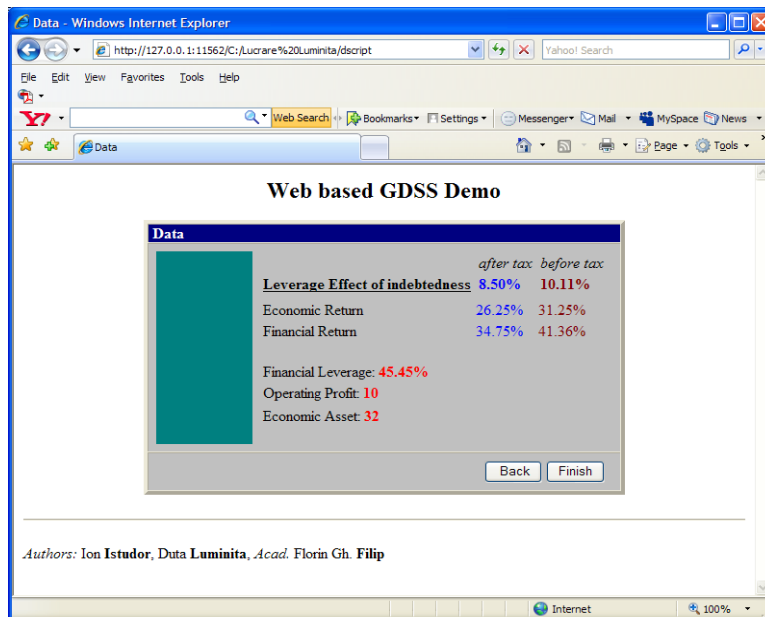 Data - Windows Internet Explorer
http://127.0.0.1:11562/C:/Lucrare%20Luminita/dscript
Yahoo! Search
File Edit View Favorites Tools Help
Y! Web Search Bookmarks Settings Messenger Mail MySpace News
Data Page Tools
Web based GDSS Demo
Data
after tax before tax
Leverage Effect of indebtedness 8.50% 10.11%
Economic Return 26.25% 31.25%
Financial Return 34.75% 41.36%
Financial Leverage: 45.45%
Operating Profit: 10
Economic Asset: 32
Back Finish
Authors: Ion Istudor, Duta Luminita, Acad. Florin Gh. Filip
Internet 100%